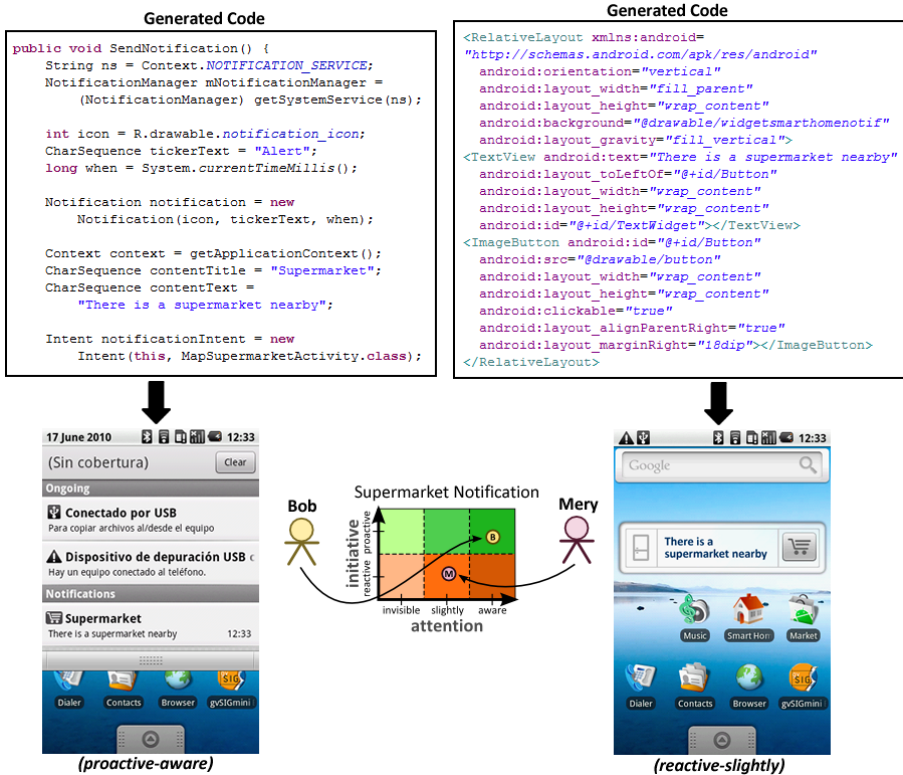 Generated Code
public void SendNotification() {
String ns = Context.NOTIFICATION_SERVICE;
NotificationManager mNotificationManager =
(NotificationManager) getSystemService(ns);
int icon = R.drawable.notification_icon;
CharSequence tickerText = "Alert";
long when = System.currentTimeMillis();
Notification notification = new
Notification(icon, tickerText, when);
Context context = getApplicationContext();
CharSequence contentTitle = "Supermarket";
CharSequence contentText =
"There is a supermarket nearby";
Intent notificationIntent = new
Intent(this, MapSupermarketActivity.class);
Generated Code
<RelativeLayout xmlns:android=
"http://schemas.android.com/apk/res/android"
android:orientation="vertical"
android:layout_width="fill_parent"
android:layout_height="wrap_content"
android:background="@drawable/widgetsmarthomenotif"
android:layout_gravity="fill_vertical">
<TextView android:text="There is a supermarket nearby"
android:layout_toLeftOf="@+id/Button"
android:layout_width="wrap_content"
android:layout_height="wrap_content"
android:id="@+id/TextWidget"></TextView>
<ImageButton android:id="@+id/Button"
android:src="@drawable/button"
android:layout_width="wrap_content"
android:layout_height="wrap_content"
android:clickable="true"
android:layout_alignParentRight="true"
android:layout_marginRight="18dip"></ImageButton>
</RelativeLayout>
17 June 2010 12:33
(Sin cobertura) Clear
Ongoing
Conectado por USB
Para copiar archivos al/desde el equipo
Dispositivo de depuración USB c
Hay un equipo conectado al teléfono.
Notifications
Supermarket
There is a supermarket nearby 12:33
Dialer Contacts Browser gvSIGmini
SIG
(proactive-aware)
Bob
Supermarket Notification
Mery
initiative
proactive
reactive
B
M
invisible slightly aware
attention
12:33
Google
There is a
supermarket nearby
Music Smart Hom Market
Dialer Contacts Browser gvSIGmini
SIG
(reactive-slightly)